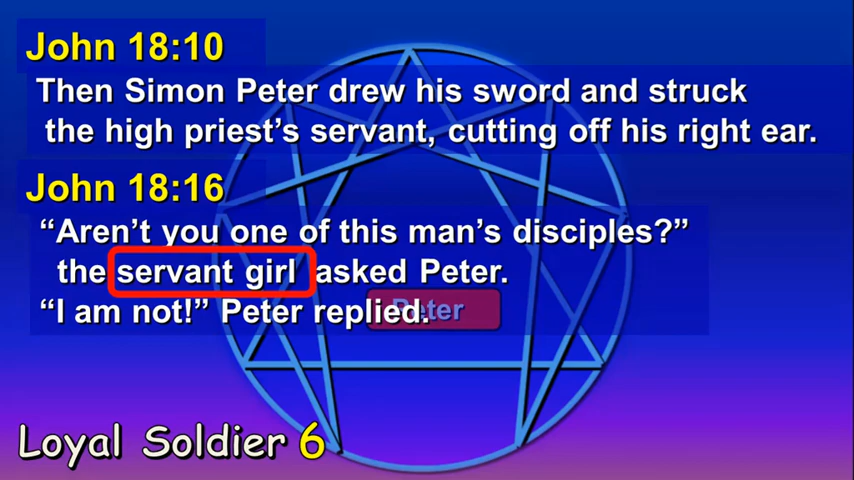 John 18:10
Then Simon Peter drew his sword and struck
the high priest's servant, cutting off his right ear.
John 18:16
“Aren't you one of this man's disciples?”
the servant girl asked Peter.
“I am not!” Peter replied.
Peter
Loyal Soldier 6